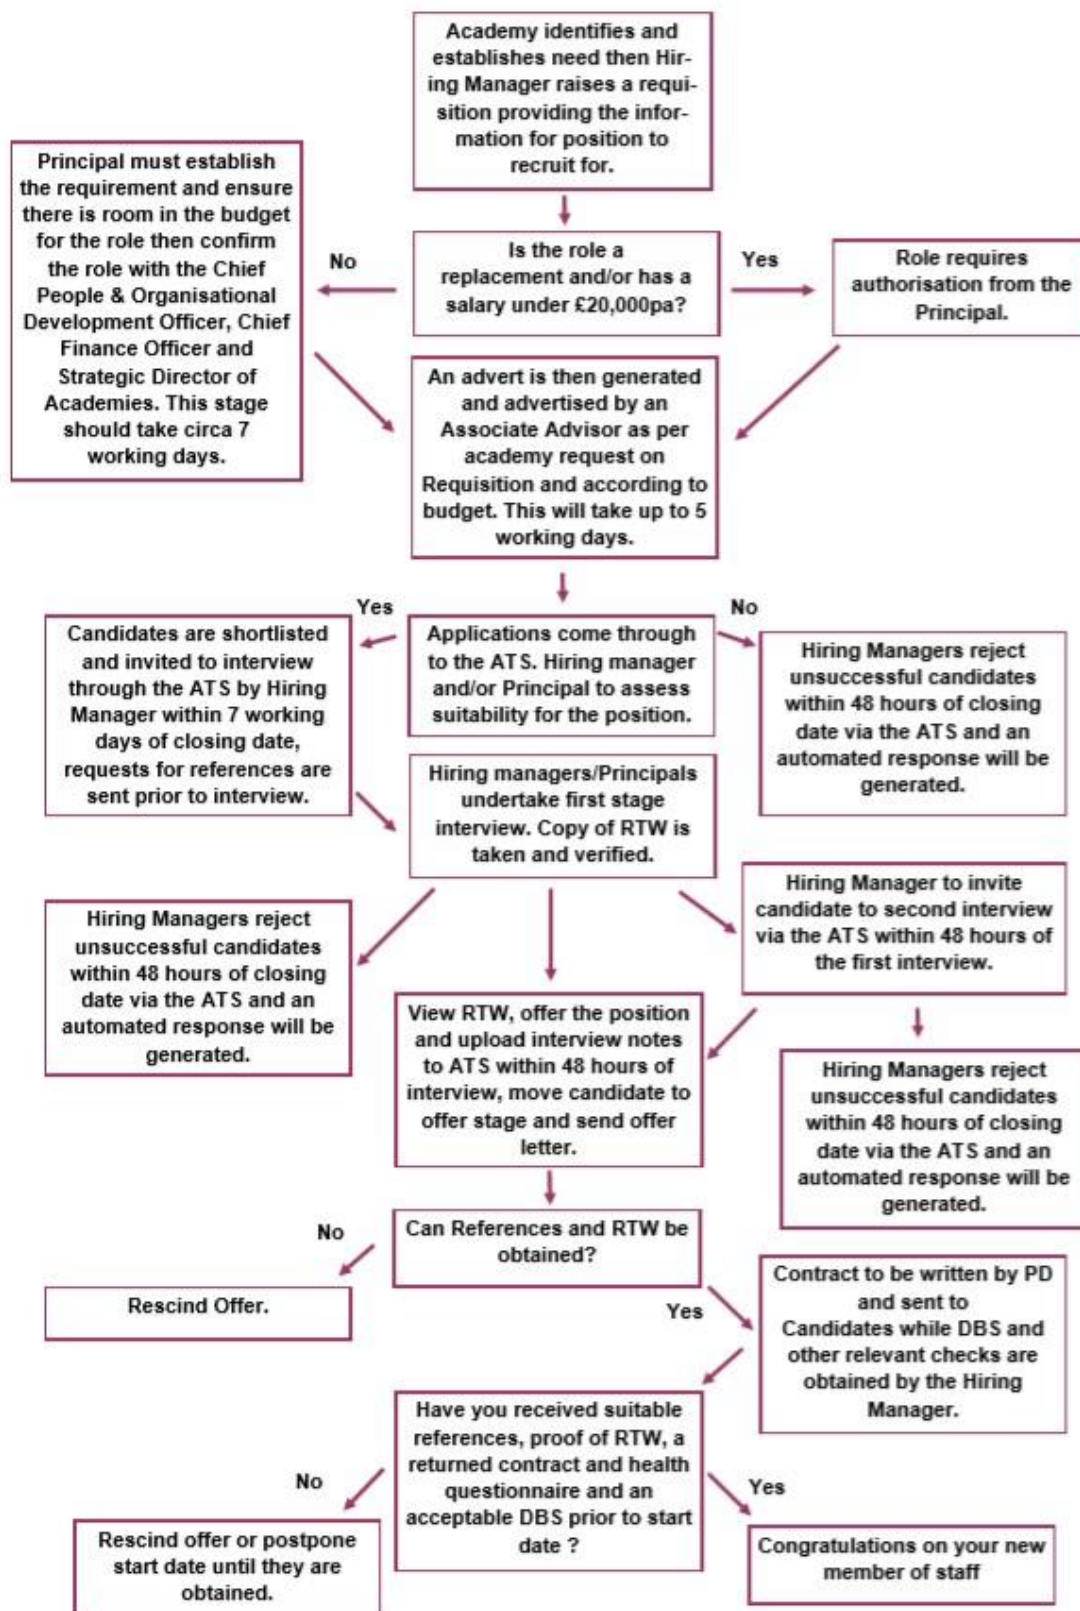 Academy identifies and
establishes need then Hir-
ing Manager raises a requi-
sition providing the infor-
mation for position to
recruit for.
Principal must establish
the requirement and ensure
there is room in the budget
for the role then confirm
the role with the Chief
People & Organisational
Development Officer, Chief
Finance Officer and
Strategic Director of
Academies. This stage
should take circa 7
working days.
No
Is the role a
replacement and/or has a
salary under £20,000pa?
Yes
Role requires
authorisation from the
Principal.
An advert is then generated
and advertised by an
Associate Advisor as per
academy request on
Requisition and according to
budget. This will take up to 5
working days.
Yes
No
Candidates are shortlisted
and invited to interview
through the ATS by Hiring
Manager within 7 working
days of closing date,
requests for references are
sent prior to interview.
Applications come through
to the ATS. Hiring manager
and/or Principal to assess
suitability for the position.
Hiring Managers reject
unsuccessful candidates
within 48 hours of closing
date via the ATS and an
automated response will be
generated.
Hiring managers/Principals
undertake first stage
interview. Copy of RTW is
taken and verified.
Hiring Managers reject
unsuccessful candidates
within 48 hours of closing
date via the ATS and an
automated response will be
generated.
Hiring Manager to invite
candidate to second interview
via the ATS within 48 hours of
the first interview.
View RTW, offer the position
and upload interview notes
to ATS within 48 hours of
interview, move candidate to
offer stage and send offer
letter.
Hiring Managers reject
unsuccessful candidates
within 48 hours of closing
date via the ATS and an
automated response will be
generated.
No
Can References and RTW be
obtained?
Rescind Offer.
Yes
Contract to be written by PD
and sent to
Candidates while DBS and
other relevant checks are
obtained by the Hiring
Manager.
Have you received suitable
references, proof of RTW, a
returned contract and health
questionnaire and an
acceptable DBS prior to start
date ?
No
Yes
Rescind offer or postpone
start date until they are
obtained.
Congratulations on your new
member of staff